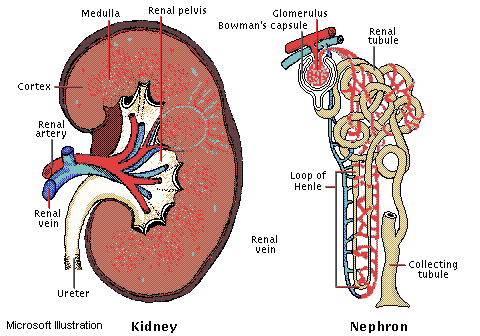 Medulla
Renal pelvis
Glomerulus
Bowman's capsule
Renal
tubule
Cortex
Renal
artery
Loop of
Henle
Renal
vein
Renal
vein
Collecting
tubule
Ureter
Microsoft Illustration
Kidney
Nephron